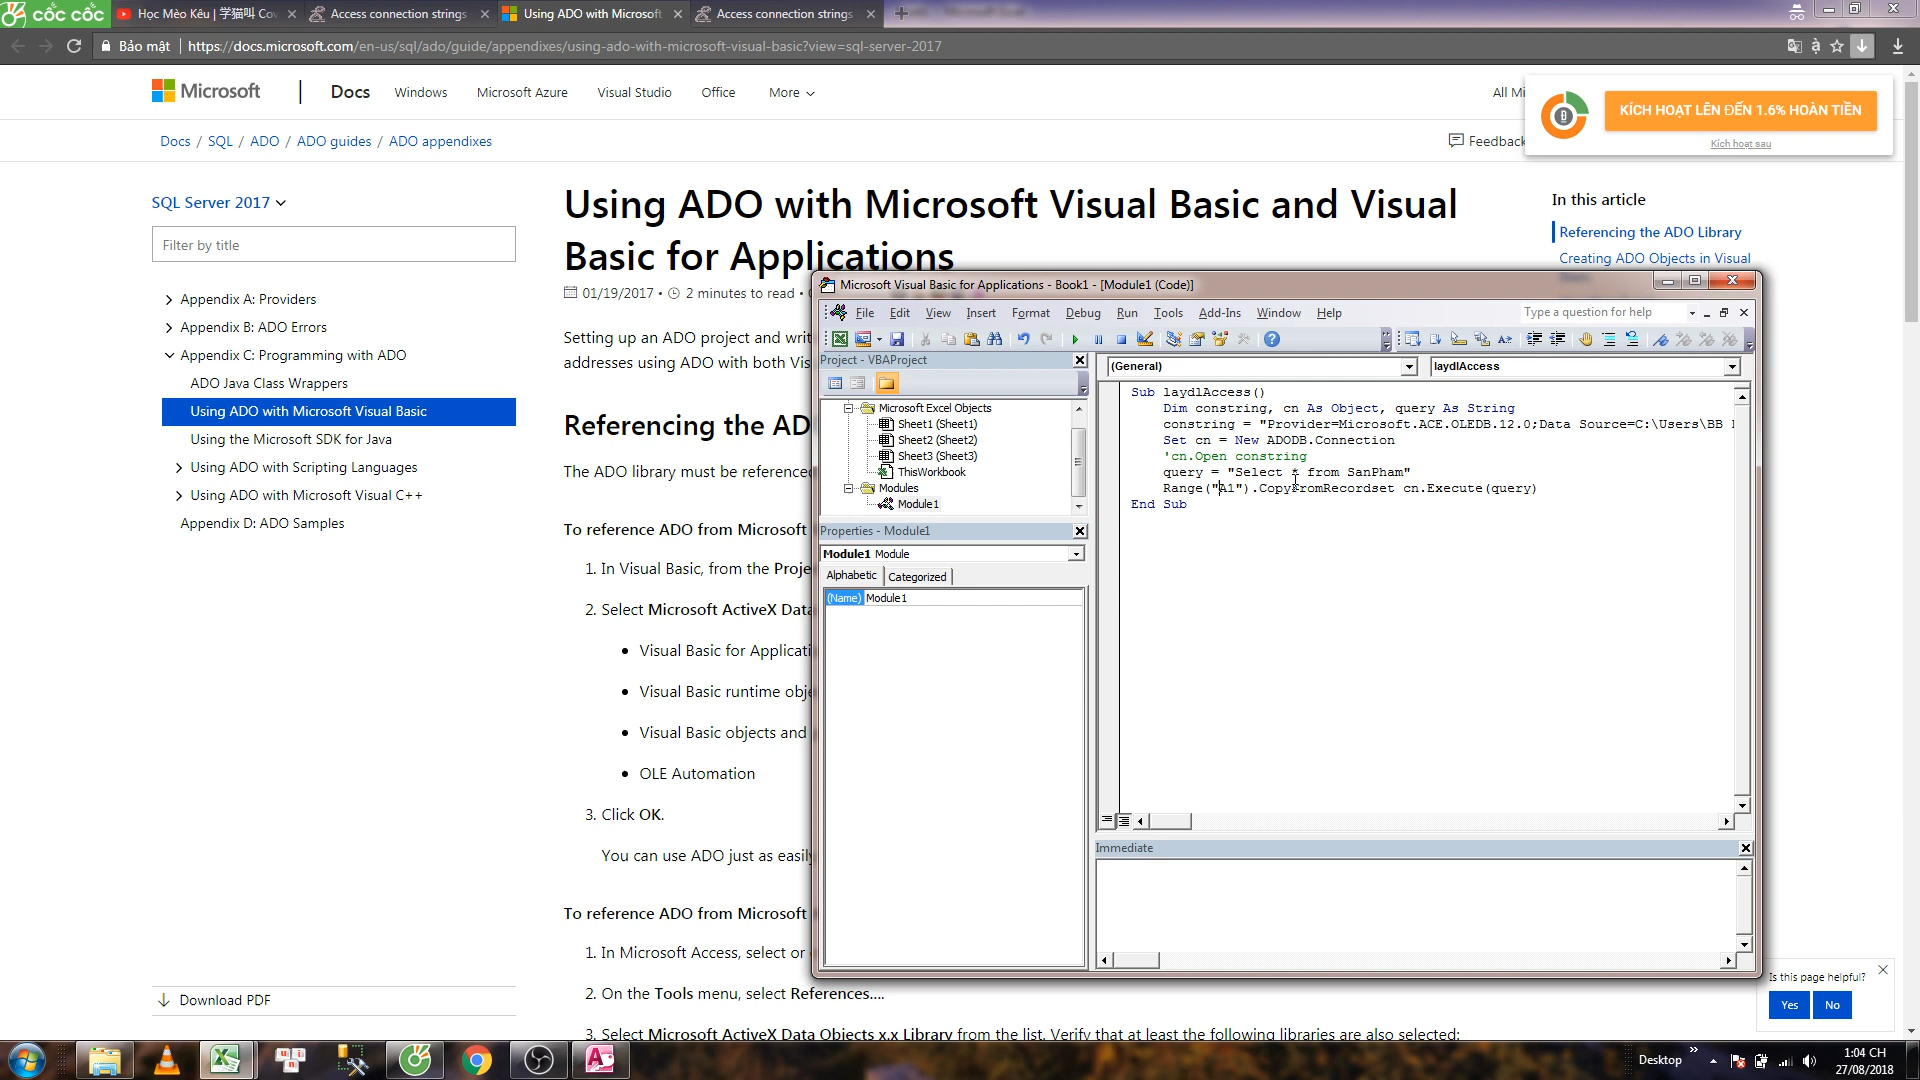 cốc cốc
Học Mèo Kêu | 学猫叫 Cov
Access connection strings
Using ADO with Microsoft
Access connection strings
Bảo mật
https://docs.microsoft.com/en-us/sql/ado/guide/appendixes/using-ado-with-microsoft-visual-basic?view=sql-server-2017
Microsoft
Docs
Windows
Microsoft Azure
Visual Studio
Office
More
All Mi
KÍCH HOẠT LÊN ĐẾN 1.6% HOÀN TIỀN
Kích hoạt sau
Docs / SQL / ADO / ADO guides / ADO appendixes
Feedback
SQL Server 2017
Filter by title
Appendix A: Providers
Appendix B: ADO Errors
Appendix C: Programming with ADO
ADO Java Class Wrappers
Using ADO with Microsoft Visual Basic
Using the Microsoft SDK for Java
Using ADO with Scripting Languages
Using ADO with Microsoft Visual C++
Appendix D: ADO Samples
Download PDF
Using ADO with Microsoft Visual Basic and Visual
Basic for Applications
01/19/2017 • 2 minutes to read •
Setting up an ADO project and writ
addresses using ADO with both Vis
Referencing the AD
The ADO library must be reference
To reference ADO from Microsoft
1. In Visual Basic, from the Proje
2. Select Microsoft ActiveX Data
• Visual Basic for Applicati
• Visual Basic runtime obje
• Visual Basic objects and
• OLE Automation
3. Click OK.
You can use ADO just as easily
To reference ADO from Microsoft
1. In Microsoft Access, select or
2. On the Tools menu, select References....
3. Select Microsoft ActiveX Data Objects x.x Library from the list. Verify that at least the following libraries are also selected:
In this article
Referencing the ADO Library
Creating ADO Objects in Visual
Microsoft Visual Basic for Applications - Book1 - [Module1 (Code)]
File Edit View Insert Format Debug Run Tools Add-Ins Window Help
Type a question for help
Project - VBAProject
Microsoft Excel Objects
Sheet1 (Sheet1)
Sheet2 (Sheet2)
Sheet3 (Sheet3)
ThisWorkbook
Modules
Module1
Properties - Module1
Module1 Module
Alphabetic
Categorized
(Name) Module1
(General)
laydlAccess
Sub laydlAccess()
Dim constring, cn As Object, query As String
constring = "Provider=Microsoft.ACE.OLEDB.12.0;Data Source=C:\Users\BB
Set cn = New ADODB.Connection
'cn.Open constring
query = "Select * from SanPham"
Range("A1").CopyFromRecordset cn.Execute(query)
End Sub
Immediate
Is this page helpful?
Yes
No
Desktop
1:04 CH
27/08/2018